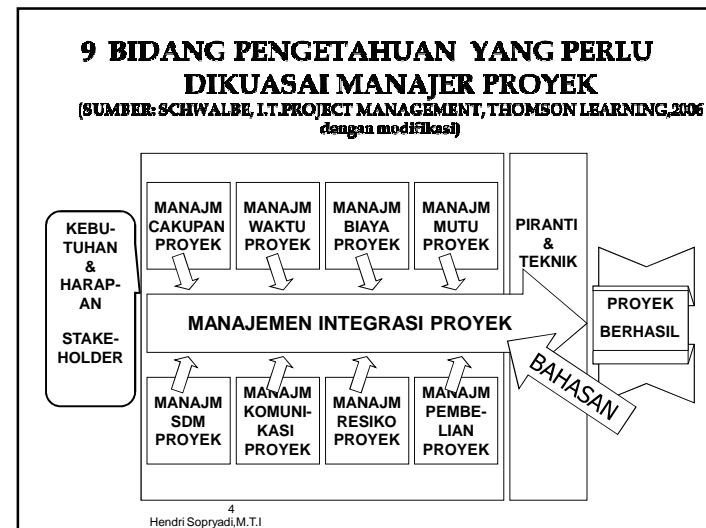 9 BIDANG PENGETAHUAN YANG PERLU
DIKUASAI MANAJER PROYEK
(SUMBER: SCHWALBE, I.T.PROJECT MANAGEMENT, THOMSON LEARNING,2006
dengan modifikasi)
KEBU-
TUHAN
&
HARAP-
AN
STAKE-
HOLDER
MANAJM
CAKUPAN
PROYEK
MANAJM
WAKTU
PROYEK
MANAJM
BIAYA
PROYEK
MANAJM
MUTU
PROYEK
PIRANTI
&
TEKNIK
MANAJEMEN INTEGRASI PROYEK
PROYEK
BERHASIL
BAHASAN
MANAJM
SDM
PROYEK
MANAJM
KOMUNI-
KASI
PROYEK
MANAJM
RESIKO
PROYEK
MANAJM
PEMBE-
LIAN
PROYEK
4
Hendri Sopryadi,M.T.I